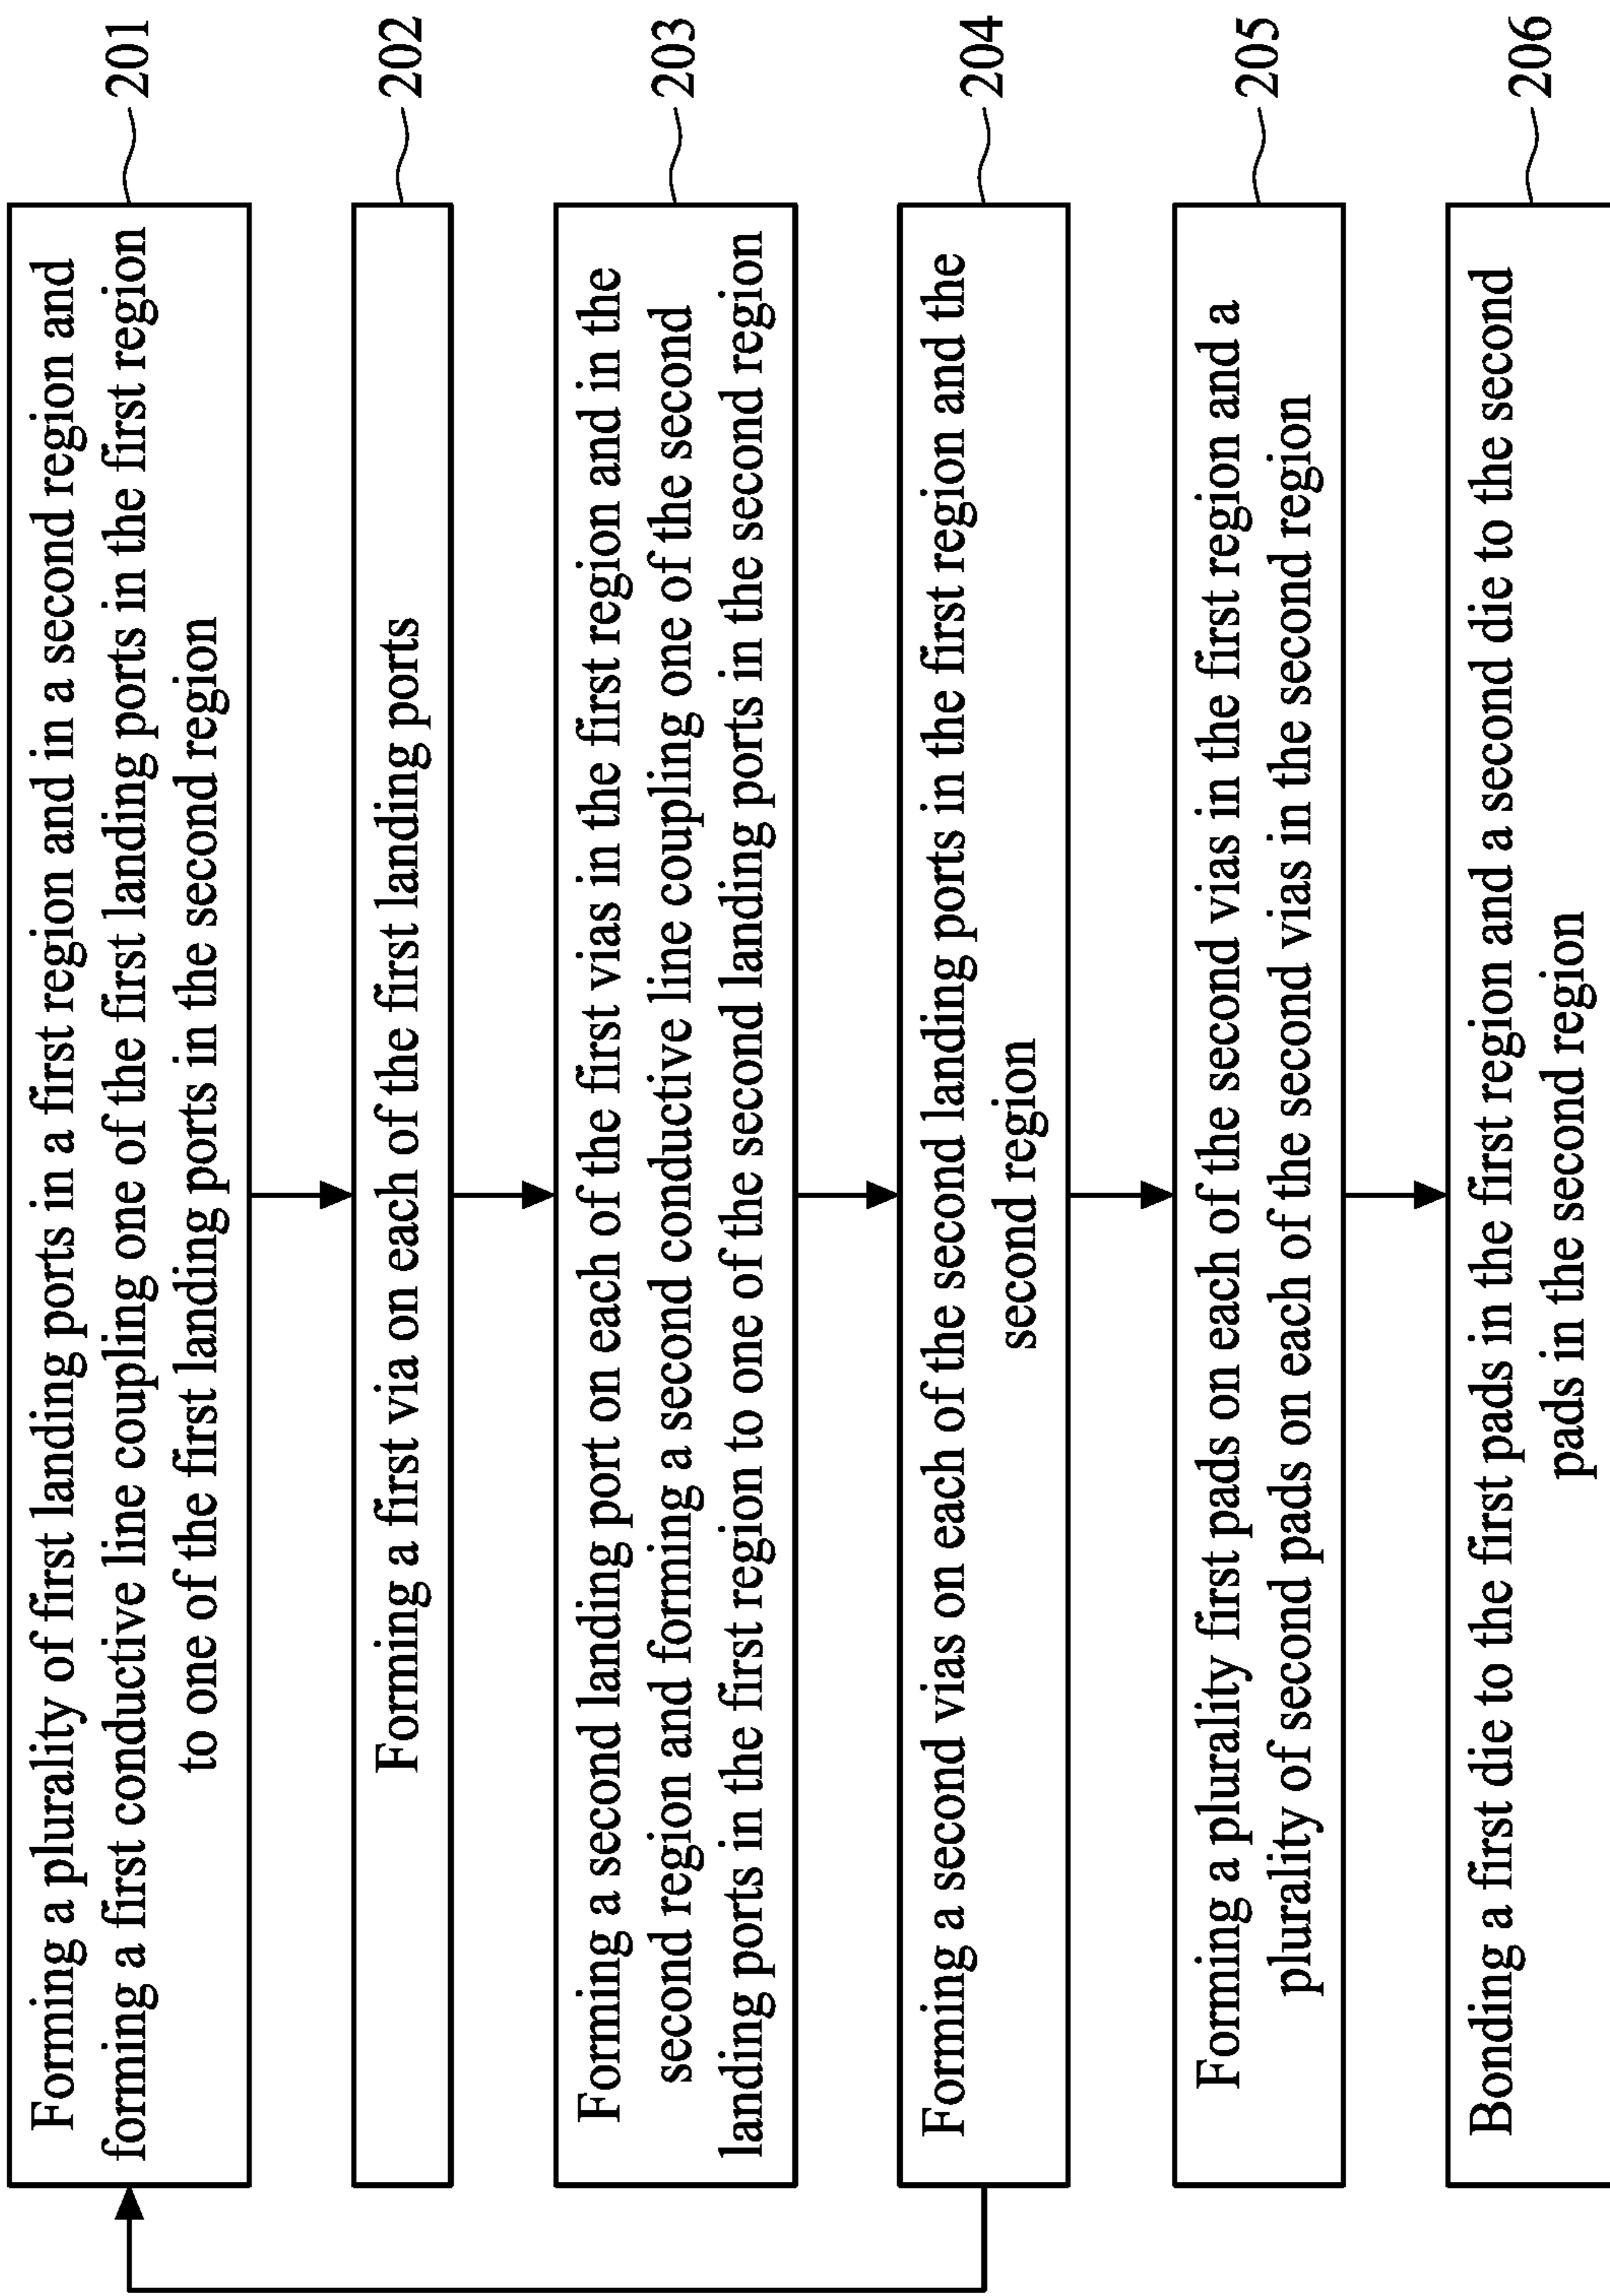 Forming a plurality of first landing ports in a first region and in a second region and
forming a first conductive line coupling one of the first landing ports in the first region
to one of the first landing ports in the second region
201
Forming a first via on each of the first landing ports
202
Forming a second landing port on each of the first vias in the first region and in the
second region and forming a second conductive line coupling one of the second
landing ports in the first region to one of the second landing ports in the second region
203
Forming a second vias on each of the second landing ports in the first region and the
second region
204
Forming a plurality first pads on each of the second vias in the first region and a
plurality of second pads on each of the second vias in the second region
205
Bonding a first die to the first pads in the first region and a second die to the second
pads in the second region
206